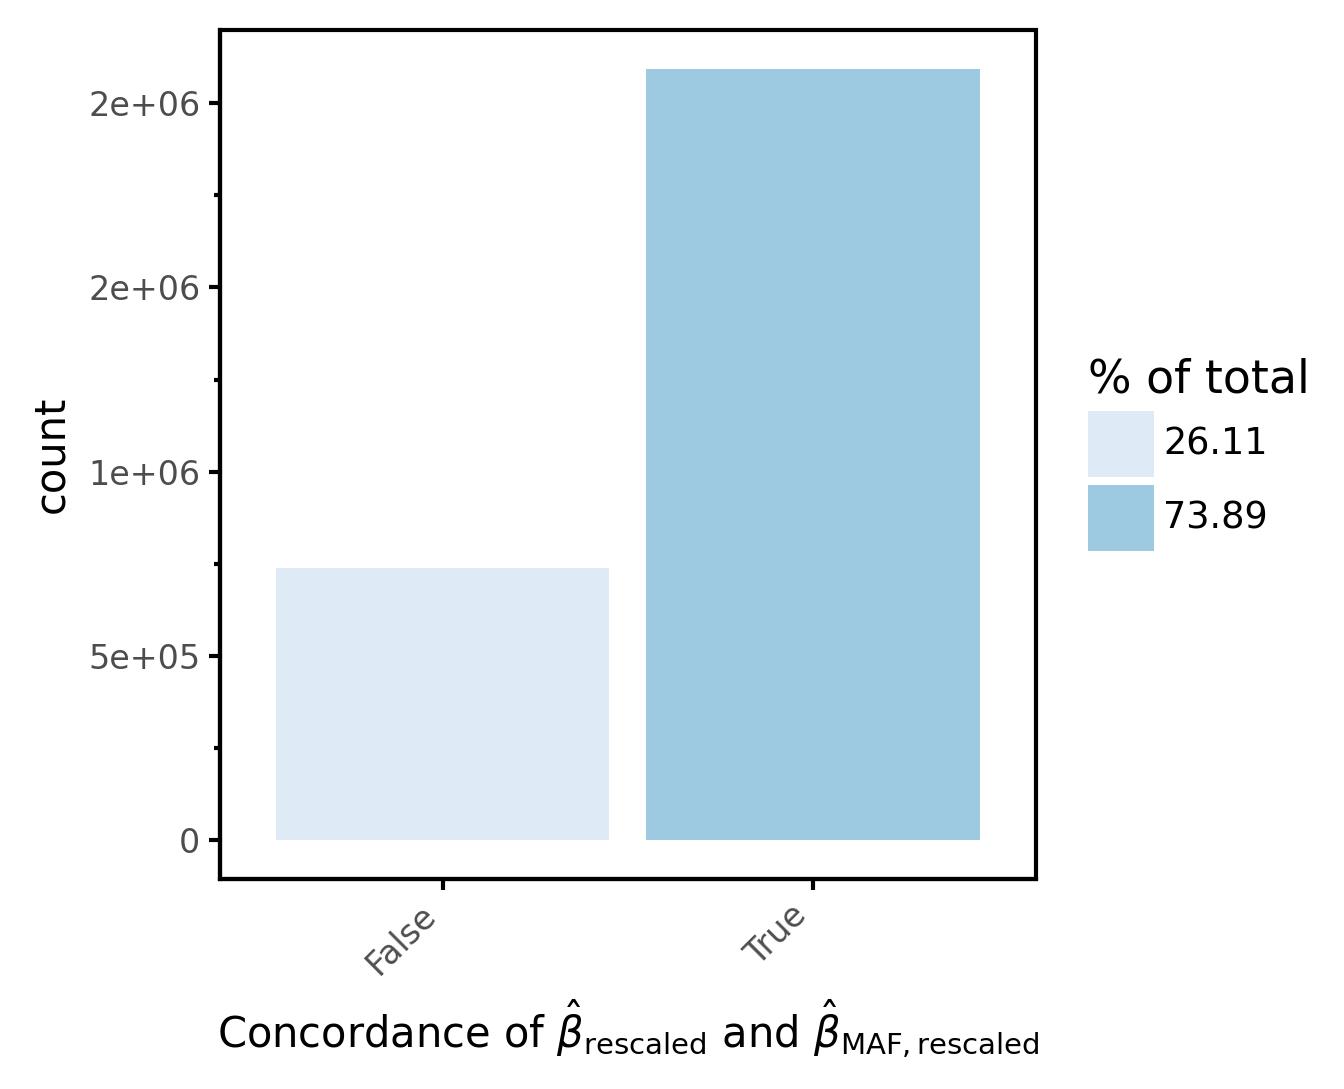 2e+06
2e+06
1e+06
5e+05
0
count
False
True
Concordance of β̂rescaled and β̂MAF, rescaled
% of total
26.11
73.89